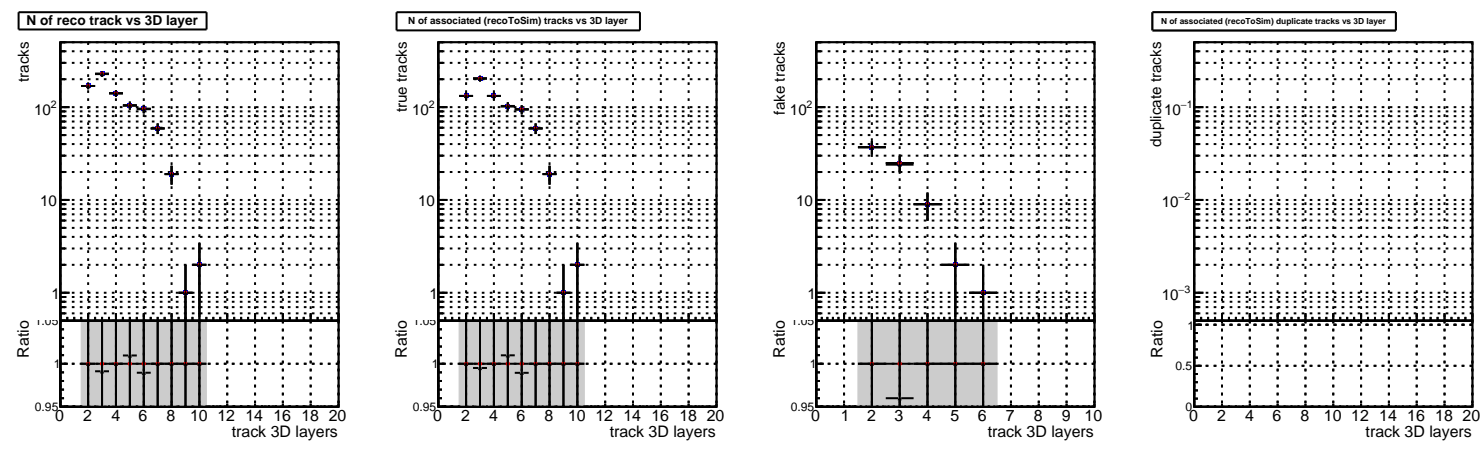 N of reco track vs 3D layer
tracks
10²
10
1
Ratio
1.05
1
0.95
0 2 4 6 8 10 12 14 16 18 20
track 3D layers
N of associated (recoToSim) tracks vs 3D layer
true tracks
10²
10
1
Ratio
1.05
1
0.95
0 2 4 6 8 10 12 14 16 18 20
track 3D layers
fake tracks
10²
10
1
Ratio
1.05
1
0.95
0 1 2 3 4 5 6 7 8 9 10
track 3D layers
N of associated (recoToSim) duplicate tracks vs 3D layer
duplicate tracks
10⁻¹
10⁻²
10⁻³
Ratio
1
0.5
0
0 2 4 6 8 10 12 14 16 18 20
track 3D layers